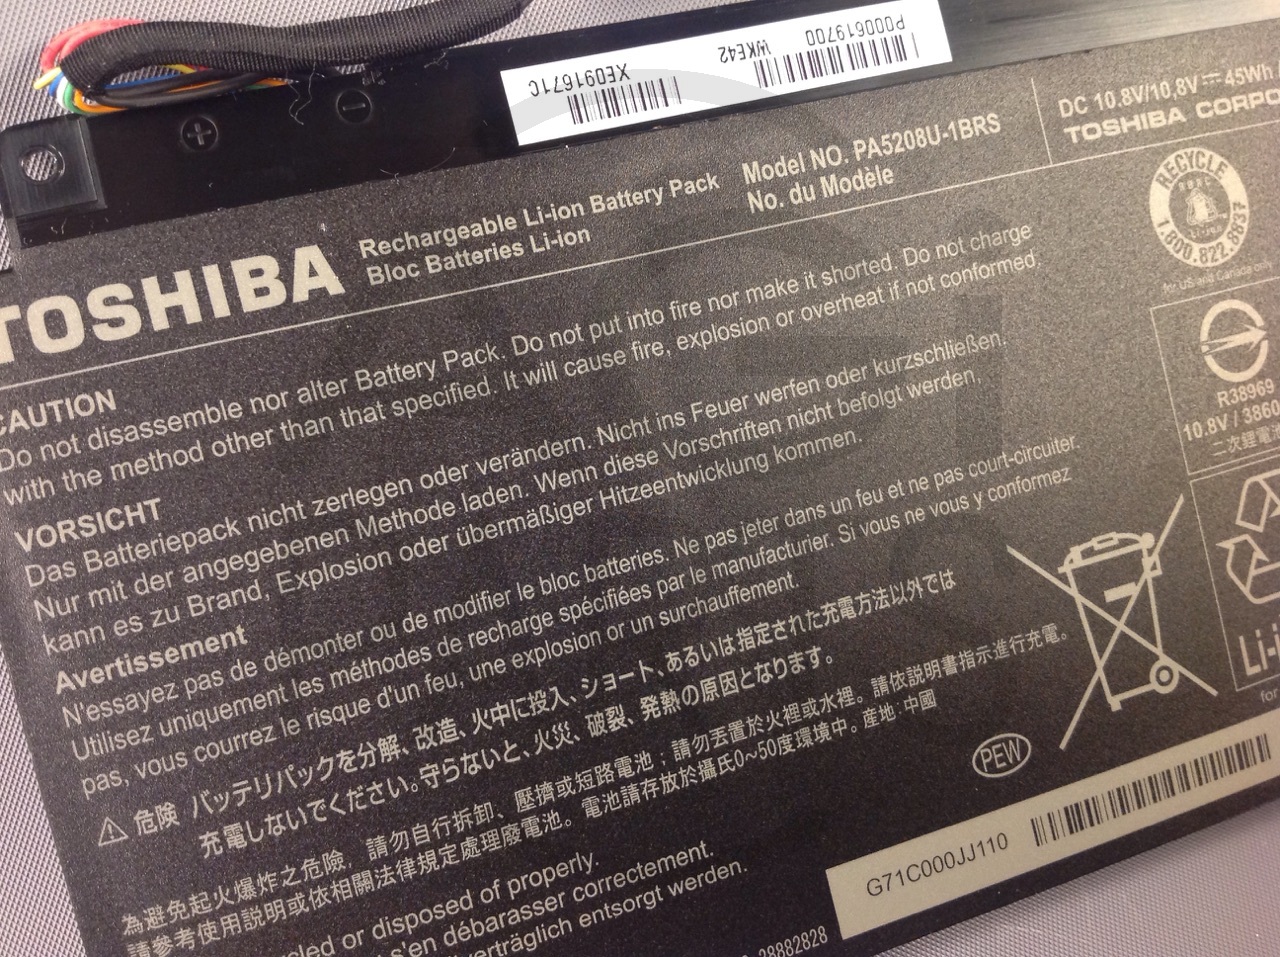 P000619700
WKE42
XE091671C
TOSHIBA
Rechargeable Li-ion Battery Pack
Bloc Batteries Li-ion
Model NO. PA5208U-1BRS
No. du Modèle
DC 10.8V/10,8V 45Wh
TOSHIBA CORPO
RECYCLE
1.800.822.8837
for US and Canada only
R38969
10.8V / 3860
二次鋰電
CAUTION
Do not disassemble nor alter Battery Pack. Do not put into fire nor make it shorted. Do not charge
with the method other than that specified. It will cause fire, explosion or overheat if not conformed.
VORSICHT
Das Batteriepack nicht zerlegen oder verändern. Nicht ins Feuer werfen oder kurzschließen.
Nur mit der angegebenen Methode laden. Wenn diese Vorschriften nicht befolgt werden,
kann es zu Brand, Explosion oder übermäßiger Hitzeentwicklung kommen.
Avertissement
N'essayez pas de démonter ou de modifier le bloc batteries. Ne pas jeter dans un feu et ne pas court-circuiter.
Utilisez uniquement les méthodes de recharge spécifiées par le manufacturier. Si vous ne vous y conformez
pas, vous courrez le risque d'un feu, une explosion or un surchauffement.
⚠危険 バッテリパックを分解、改造、火中に投入、ショート、あるいは指定された充電方法以外では
充電しないでください。守らないと、火災、破裂、発熱の原因となります。
為避免起火爆炸之危險，請勿自行拆卸、壓擠或短路電池；請勿丟置於火裡或水裡。請依說明書指示進行充電。
請參考使用說明或依相關法律規定處理廢電池。電池請存放於攝氏0~50度環境中。產地:中國
PEW
Li-i
for
cled or disposed of properly.
s'en débarasser correctement.
verträglich entsorgt werden.
28882828
G71C000JJ110